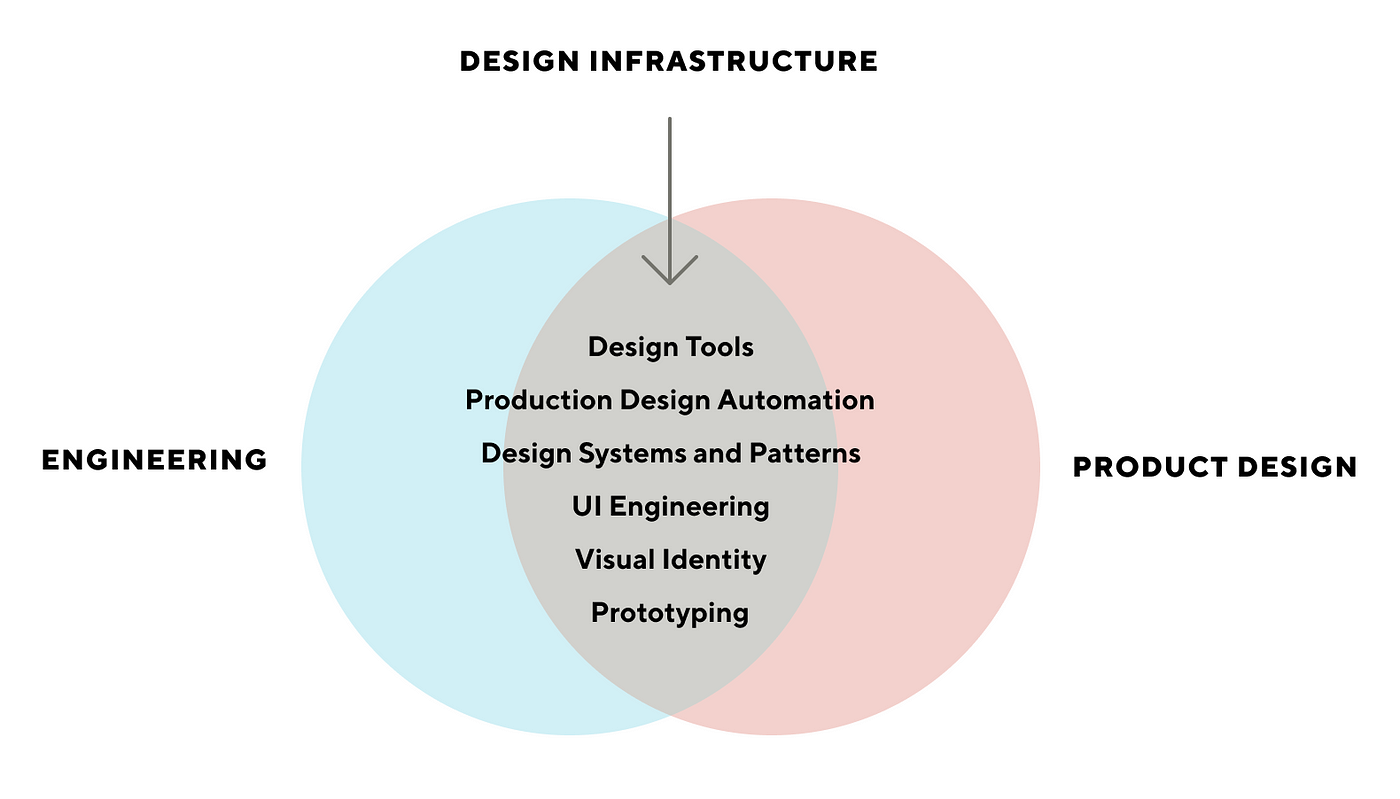 DESIGN INFRASTRUCTURE
Design Tools
Production Design Automation
Design Systems and Patterns
ENGINEERING
PRODUCT DESIGN
UI Engineering
Visual Identity
Prototyping